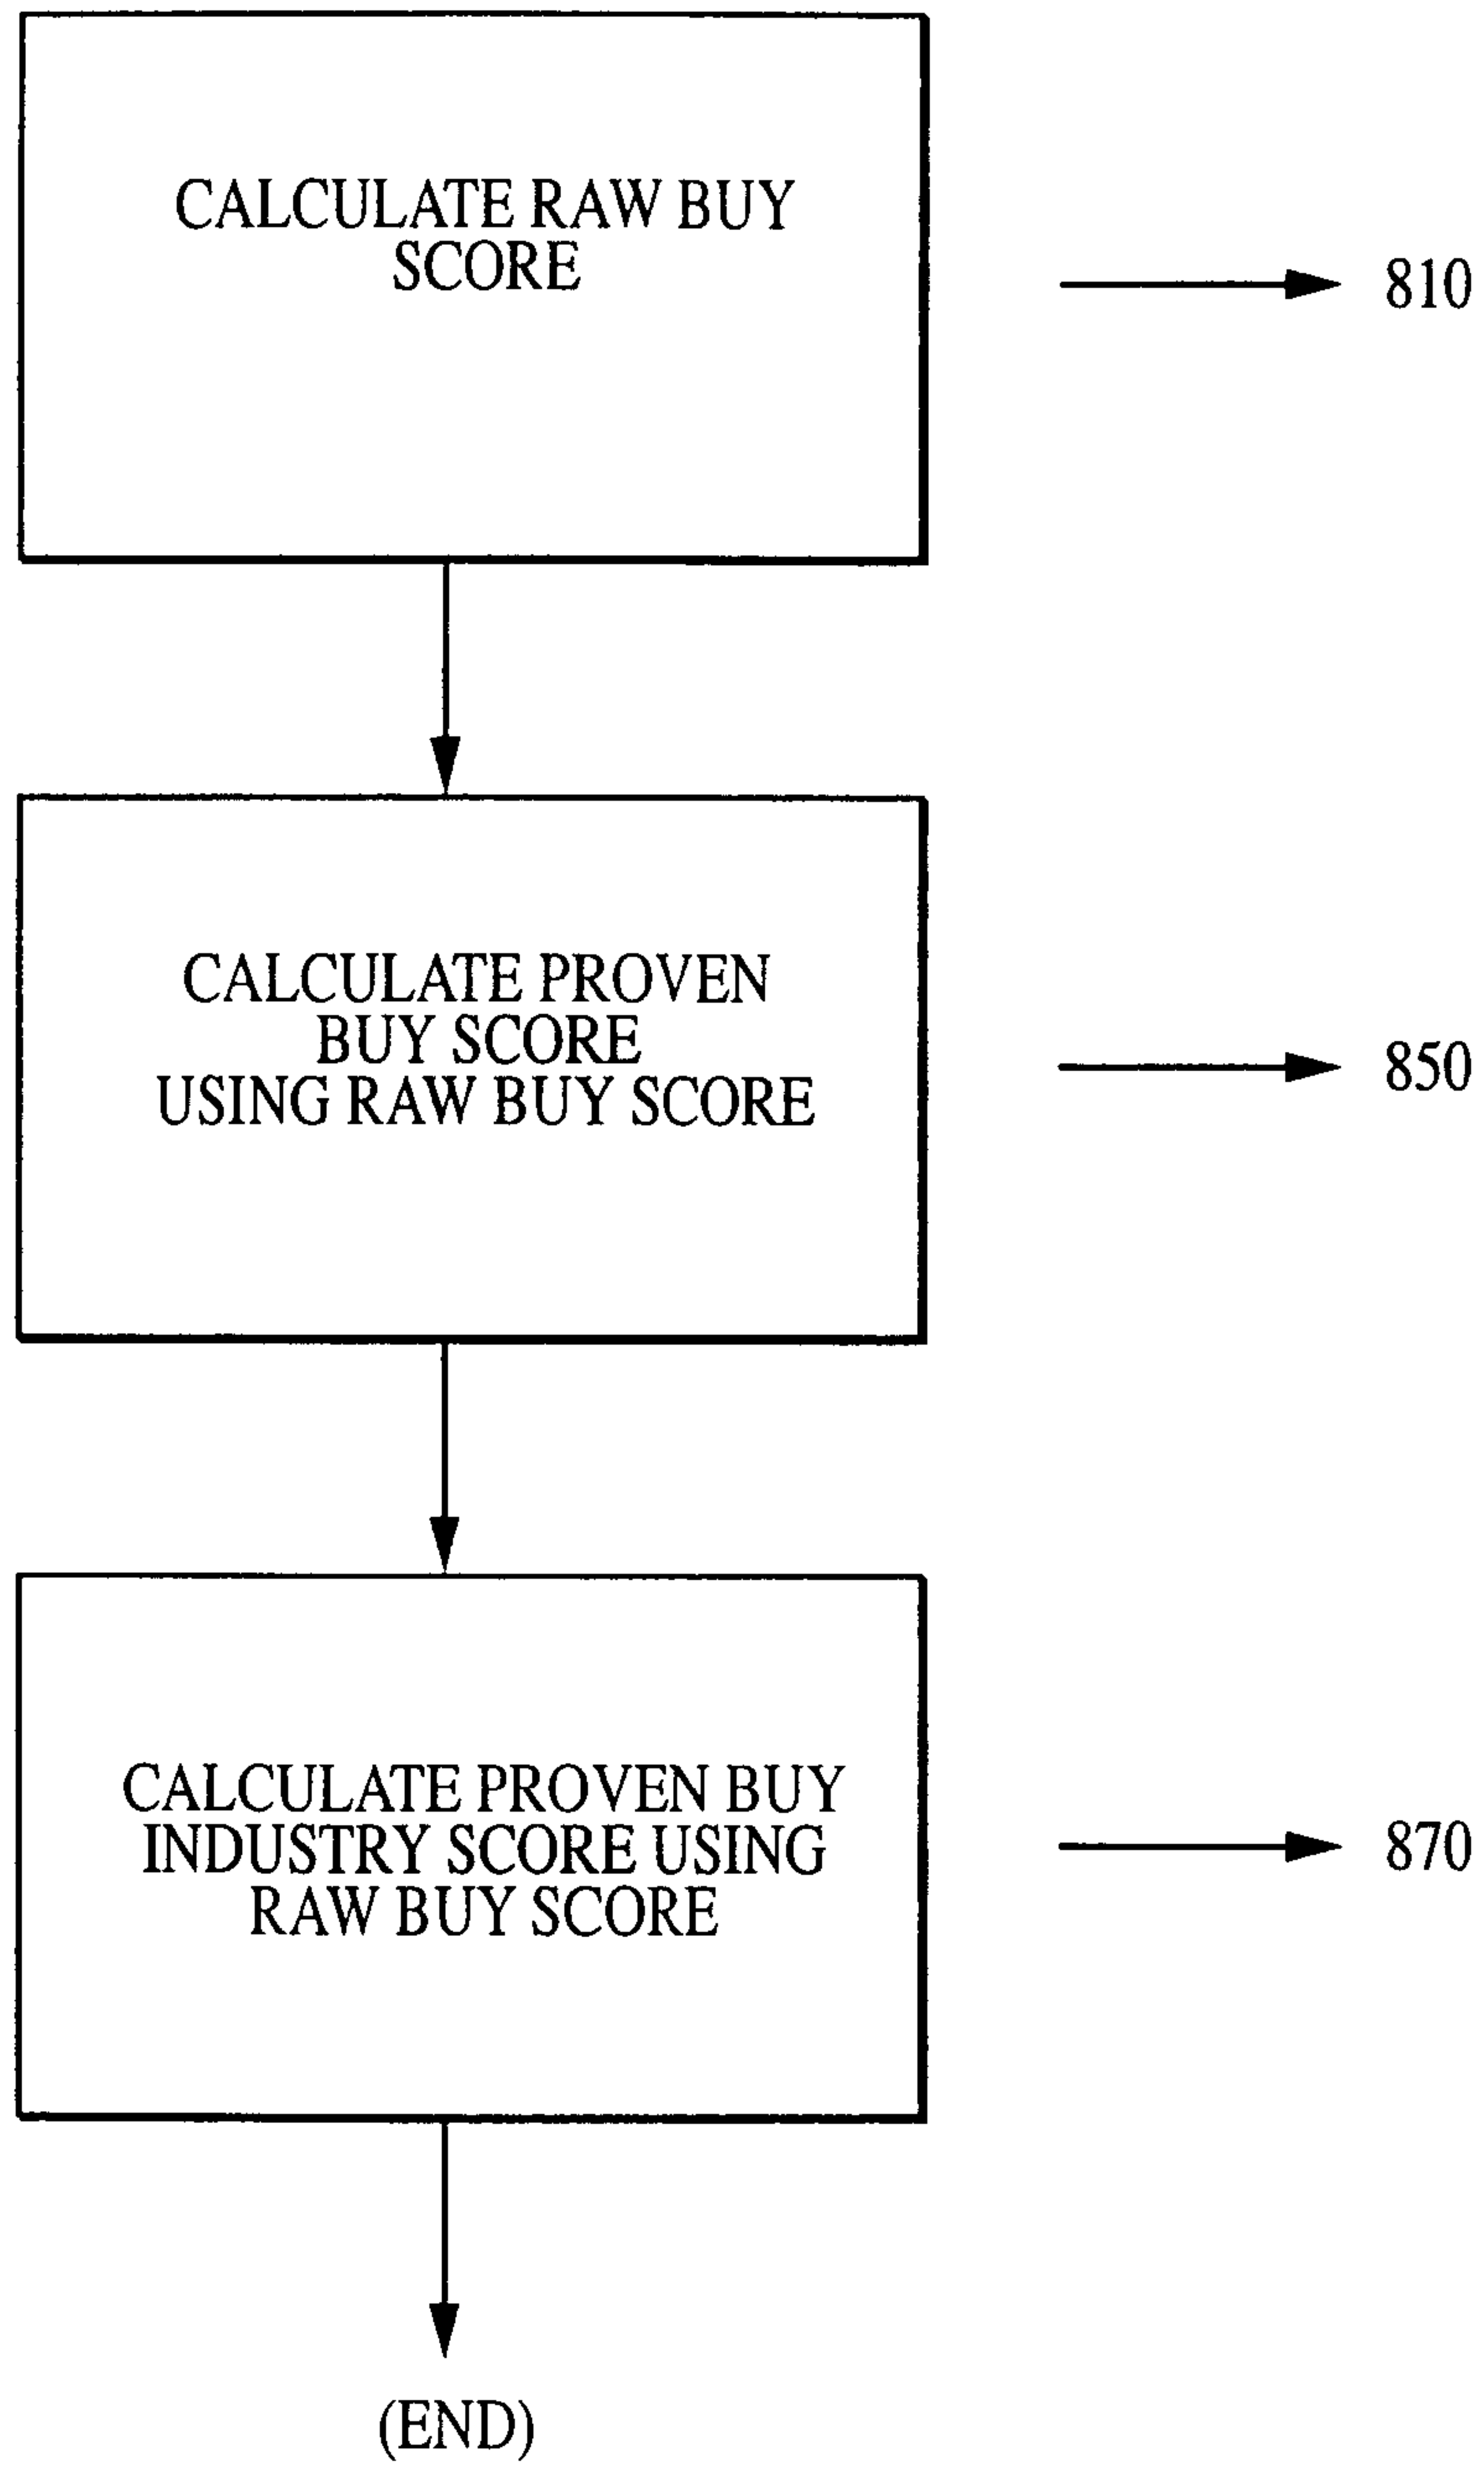 CALCULATE RAW BUY
SCORE
810
CALCULATE PROVEN
BUY SCORE
USING RAW BUY SCORE
850
CALCULATE PROVEN BUY
INDUSTRY SCORE USING
RAW BUY SCORE
870
(END)